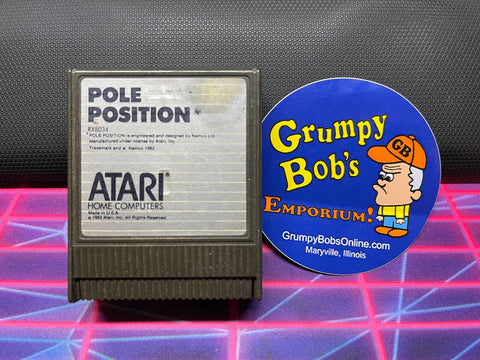 POLE
POSITION*
RX8034
*POLE POSITION is engineered and designed by Namco Ltd.
Manufactured under license by Atari, Inc.
Trademark and © Namco 1982
ATARI®
HOME COMPUTERS
Made in U.S.A.
© 1983 Atari, Inc. All Rights Reserved
Grumpy
Bob's
GB
EMPORIUM!
GrumpyBobsOnline.com
Maryville, Illinois